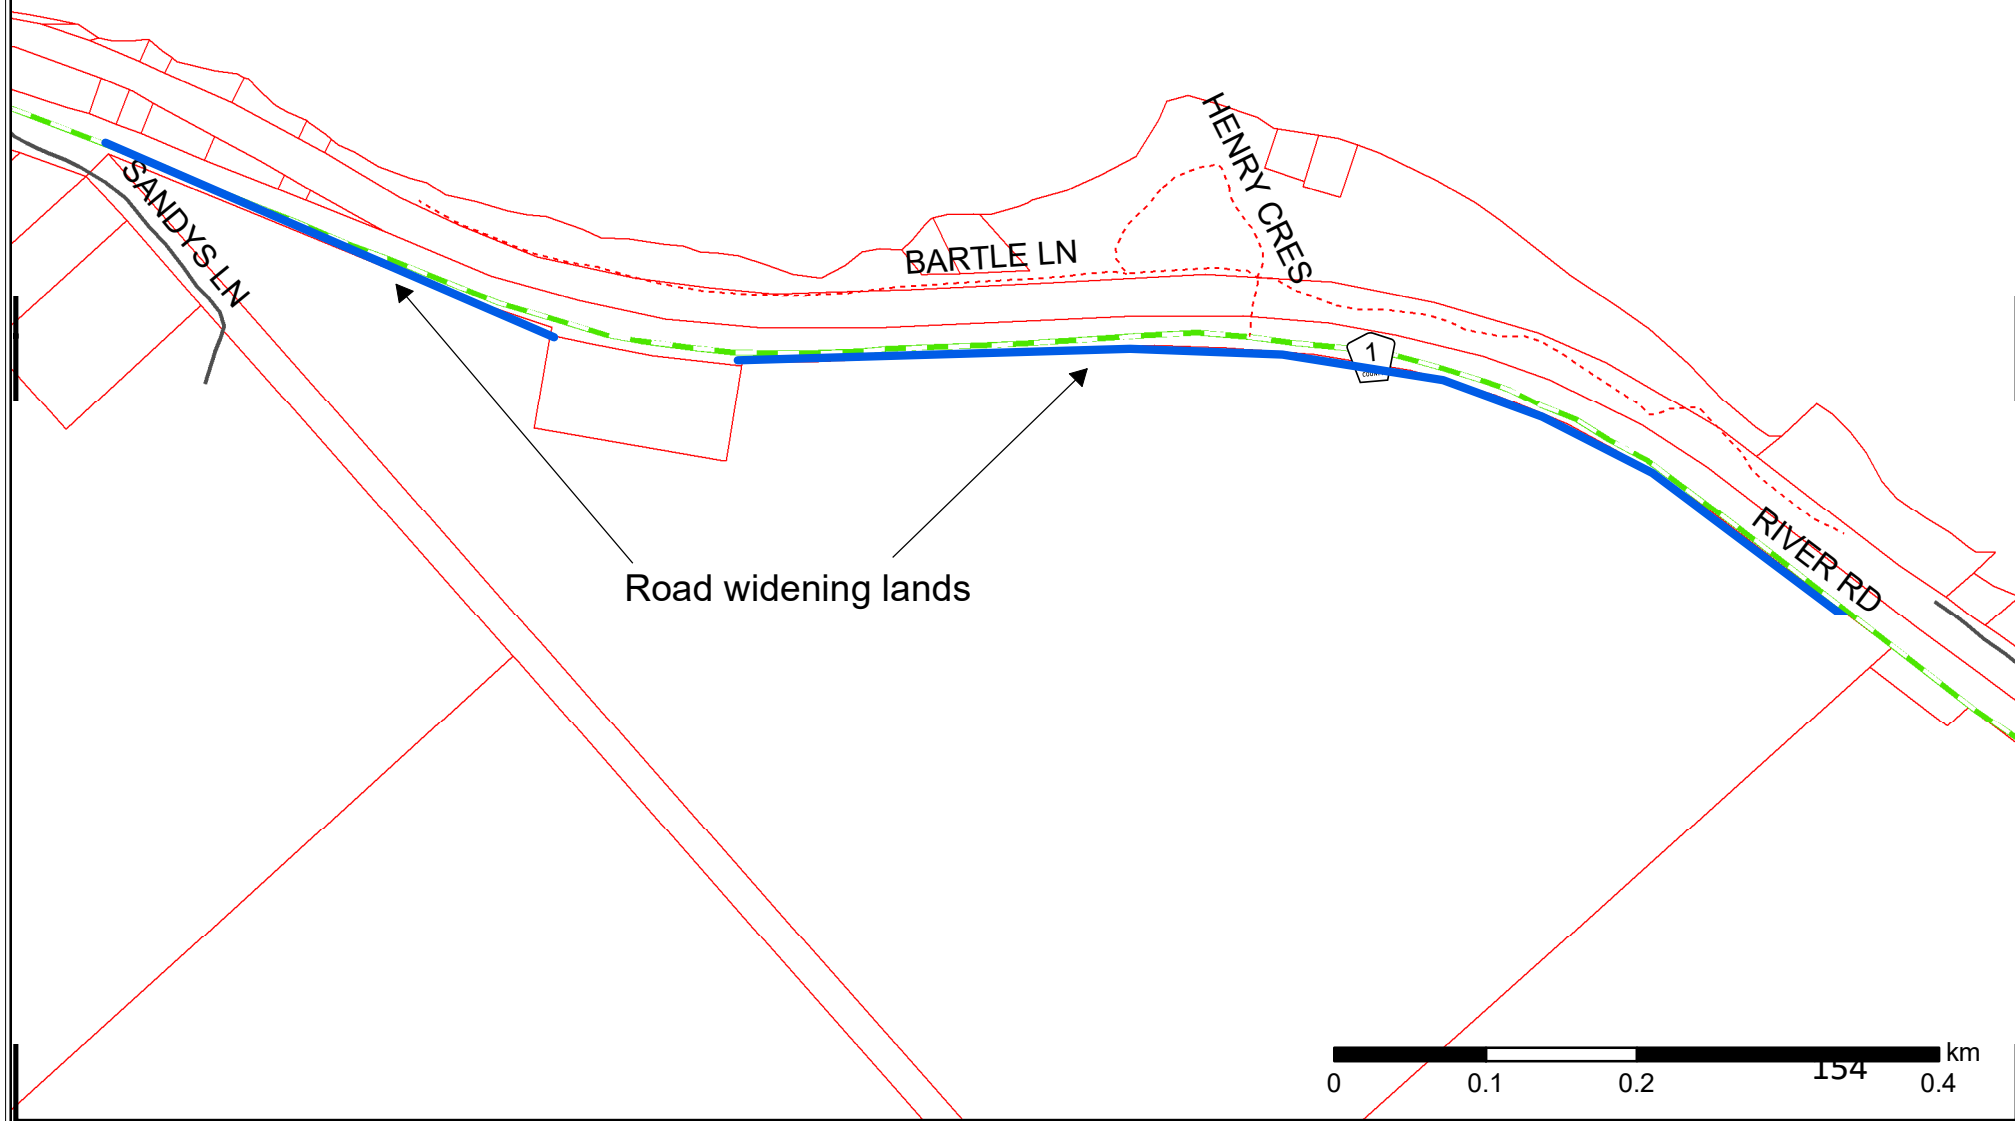 HENRY CRES
SANDYS LN
BARTLE LN
1
RIVER RD
Road widening lands
km
0
0.1
0.2
154
0.4